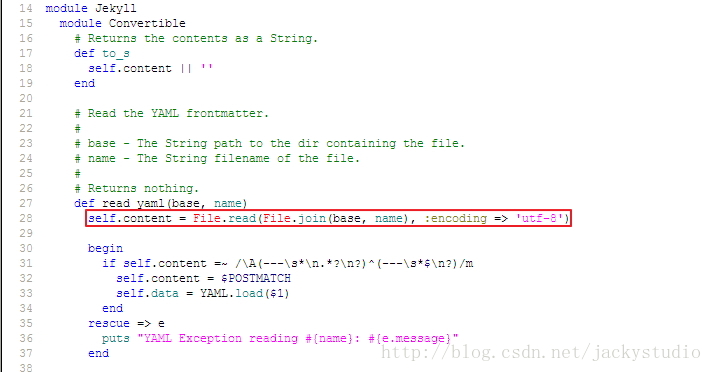 14 module Jekyll
15   module Convertible
16     # Returns the contents as a String.
17     def to_s
18       self.content || ''
19     end
20
21     # Read the YAML frontmatter.
22     #
23     # base - The String path to the dir containing the file.
24     # name - The String filename of the file.
25     #
26     # Returns nothing.
27     def read_yaml(base, name)
28       self.content = File.read(File.join(base, name), :encoding => 'utf-8')
29
30       begin
31         if self.content =~ /\A(---\s*\n.*?\n?)^(---\s*$\n?)/m
32           self.content = $POSTMATCH
33           self.data = YAML.load($1)
34         end
35       rescue => e
36         puts "YAML Exception reading #{name}: #{e.message}"
37       end
38
http://blog.csdn.net/jackystudio